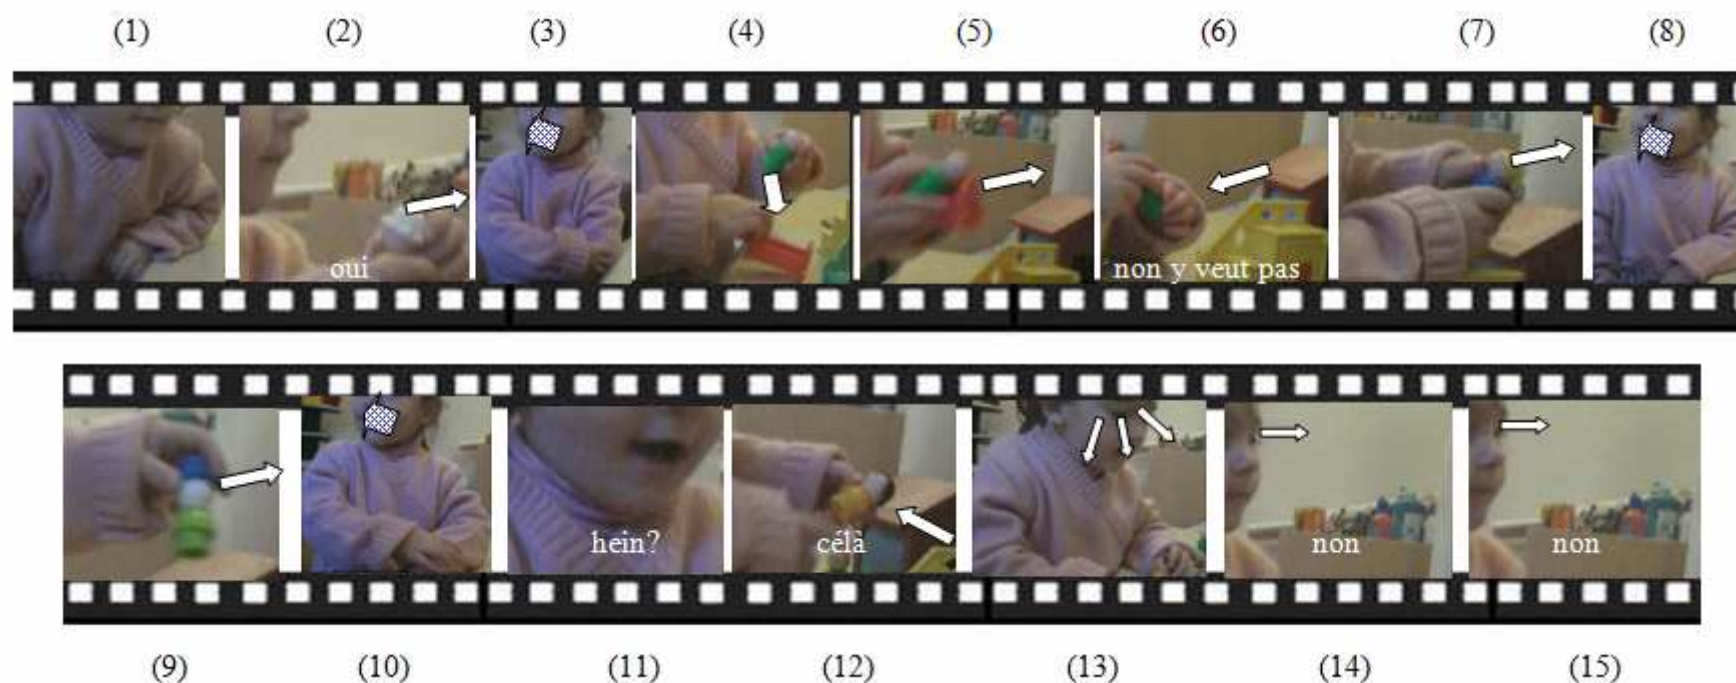 (1) (2) (3) (4) (5) (6) (7) (8)
oui non y veut pas
hein? célà non non
(9) (10) (11) (12) (13) (14) (15)